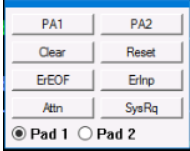 PA1 PA2
Clear Reset
ErEOF ErInp
Attn SysRq
Pad 1 Pad 2